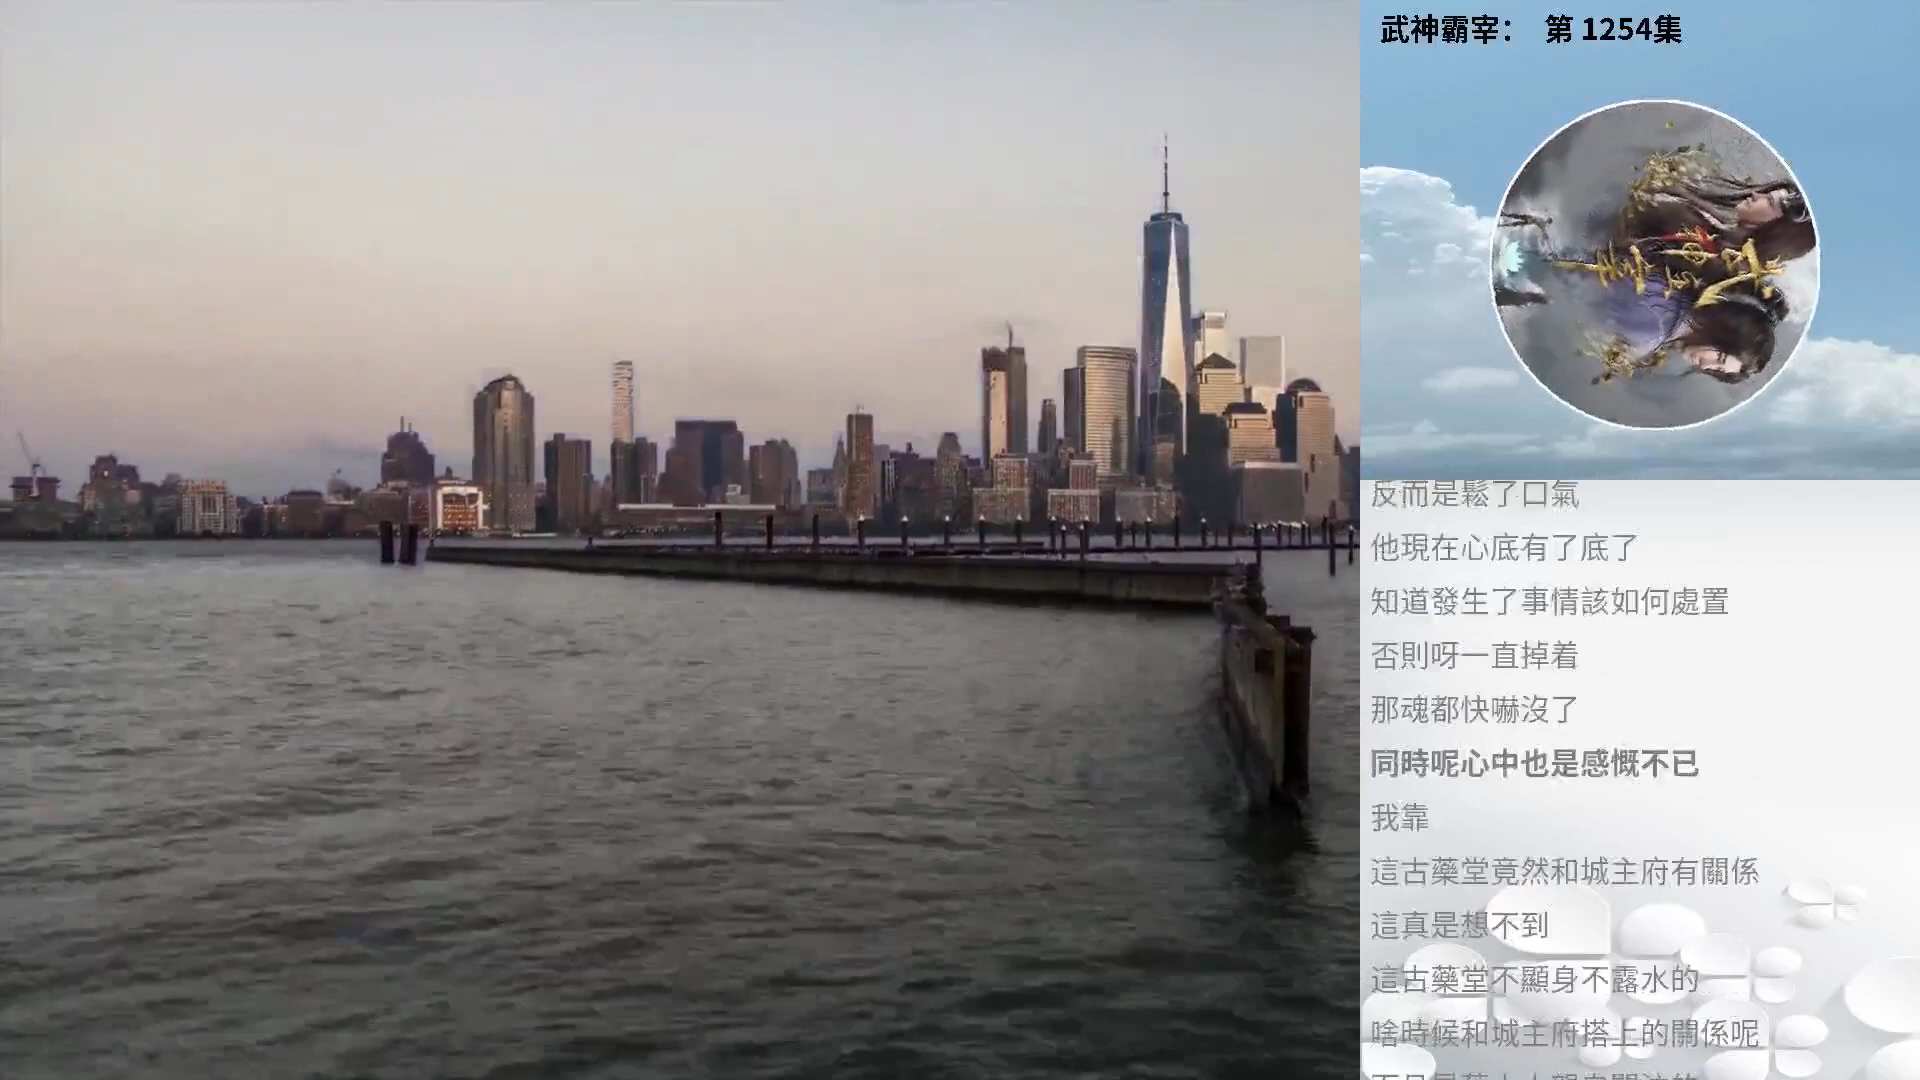 武神霸宰： 第 1254集
反而是鬆了口氣
他現在心底有了底了
知道發生了事情該如何處置
否則呀一直掉着
那魂都快嚇沒了
同時呢心中也是感慨不已
我靠
這古藥堂竟然和城主府有關係
這真是想不到
這古藥堂不顯身不露水的
啥時候和城主府搭上的關係呢